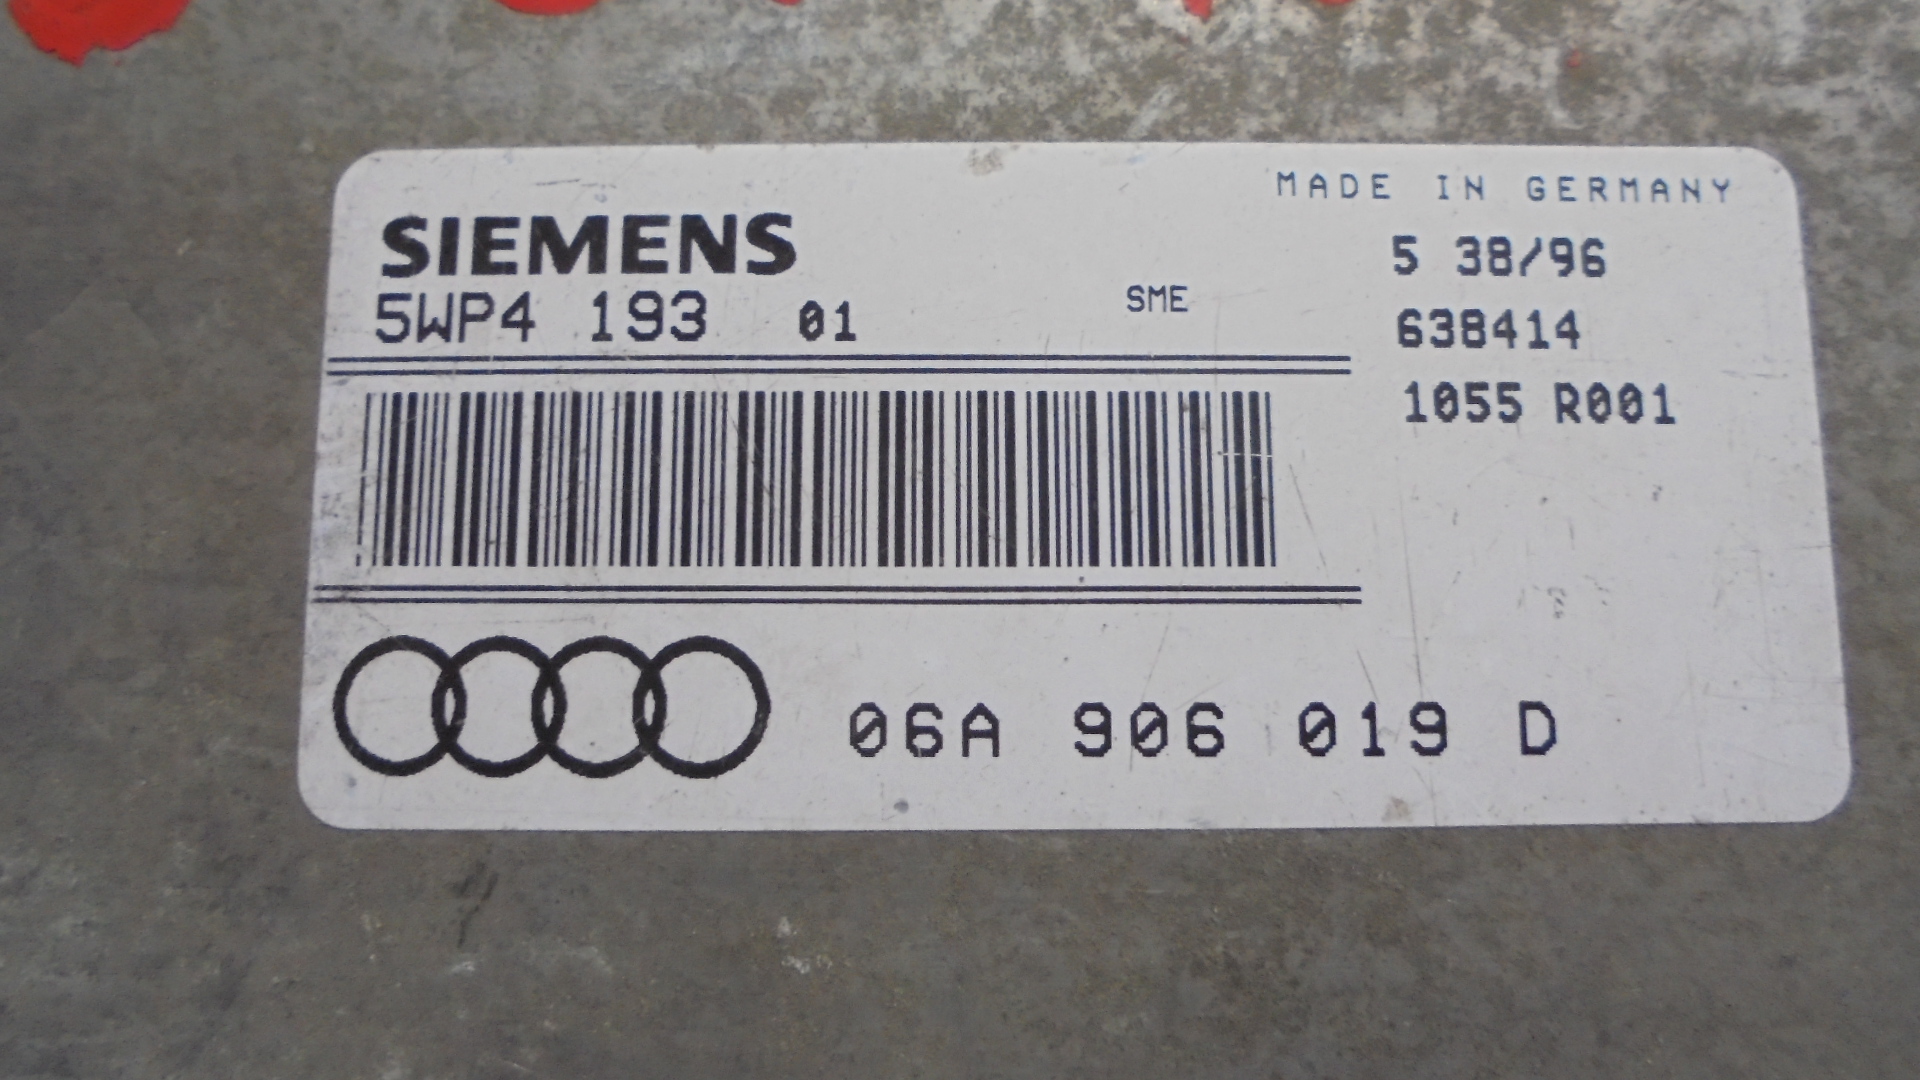 MADE IN GERMANY
SIEMENS
5WP4 193 01
SME
5 38/96
638414
1055 R001
06A 906 019 D